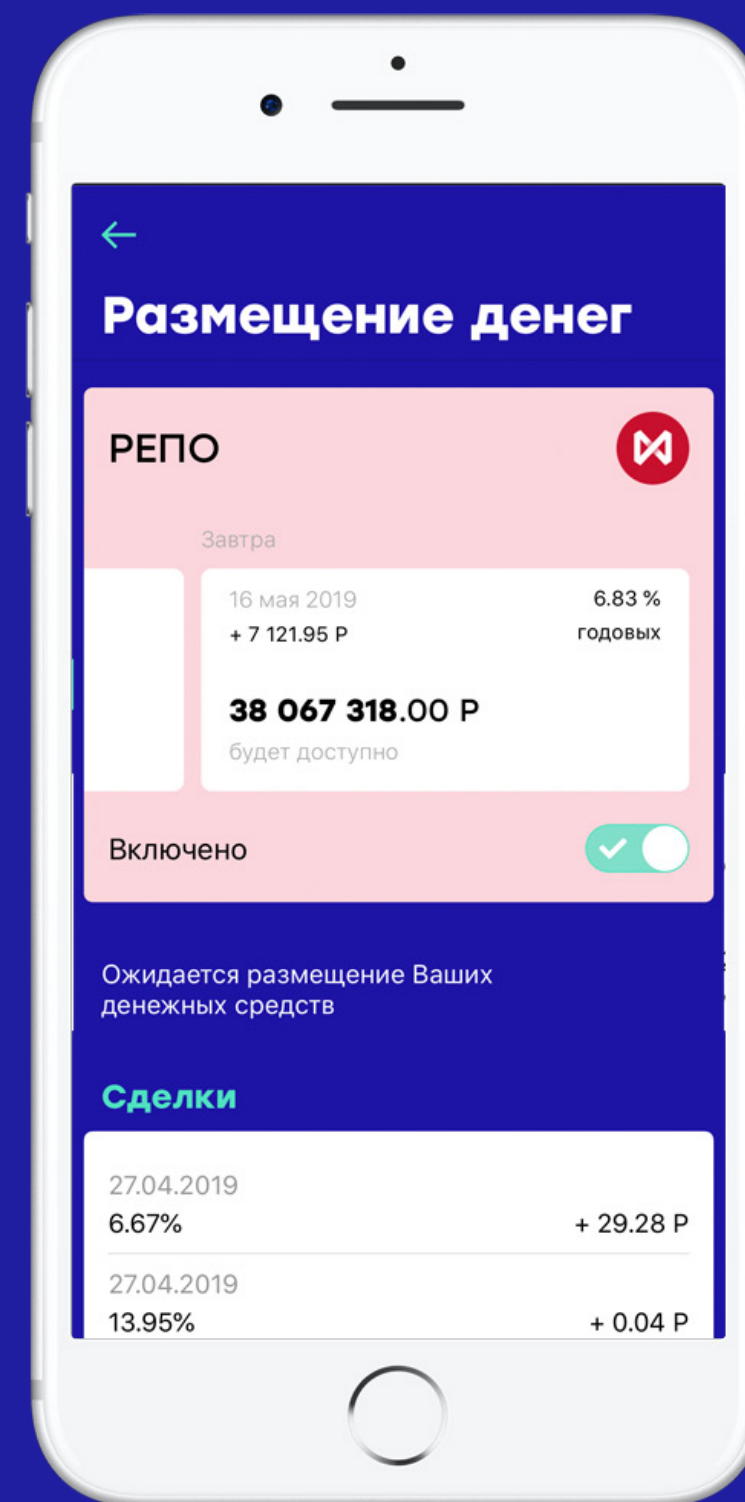 Размещение денег
РЕПО
Завтра
16 мая 2019
6.83 %
+ 7 121.95 Р
годовых
38 067 318.00 Р
будет доступно
Включено
Ожидается размещение Ваших
денежных средств
Сделки
27.04.2019
6.67%
+ 29.28 Р
27.04.2019
13.95%
+ 0.04 Р